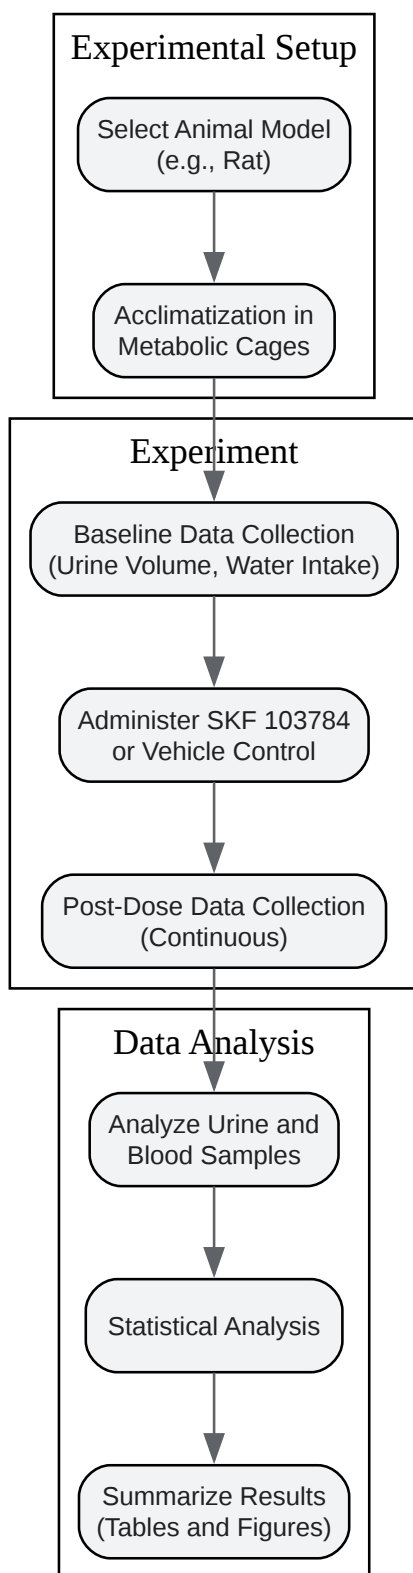 Experimental Setup
Select Animal Model
(e.g., Rat)
Acclimatization in
Metabolic Cages
Experiment
Baseline Data Collection
(Urine Volume, Water Intake)
Administer SKF 103784
or Vehicle Control
Post-Dose Data Collection
(Continuous)
Data Analysis
Analyze Urine and
Blood Samples
Statistical Analysis
Summarize Results
(Tables and Figures)